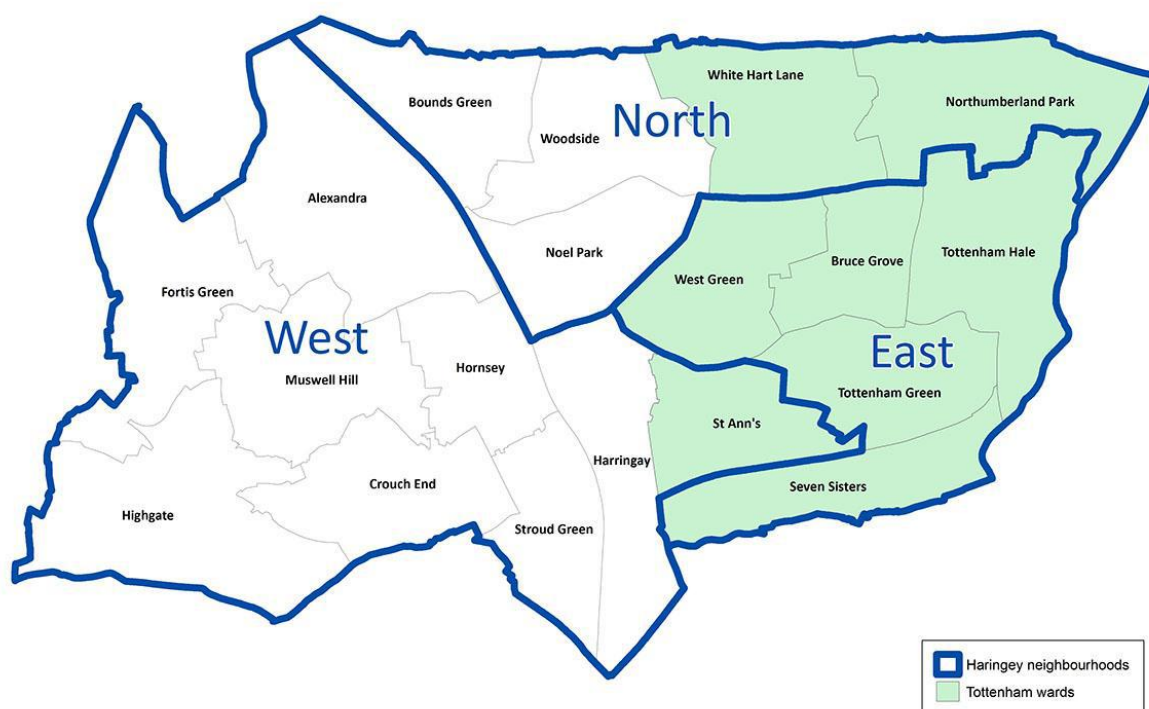 White Hart Lane
Northumberland Park
Bounds Green
Woodside
North
Alexandra
Noel Park
Tottenham Hale
Bruce Grove
West Green
Fortis Green
West
Muswell Hill
Hornsey
East
Tottenham Green
St Ann's
Harringay
Crouch End
Seven Sisters
Highgate
Stroud Green
Haringey neighbourhoods
Tottenham wards